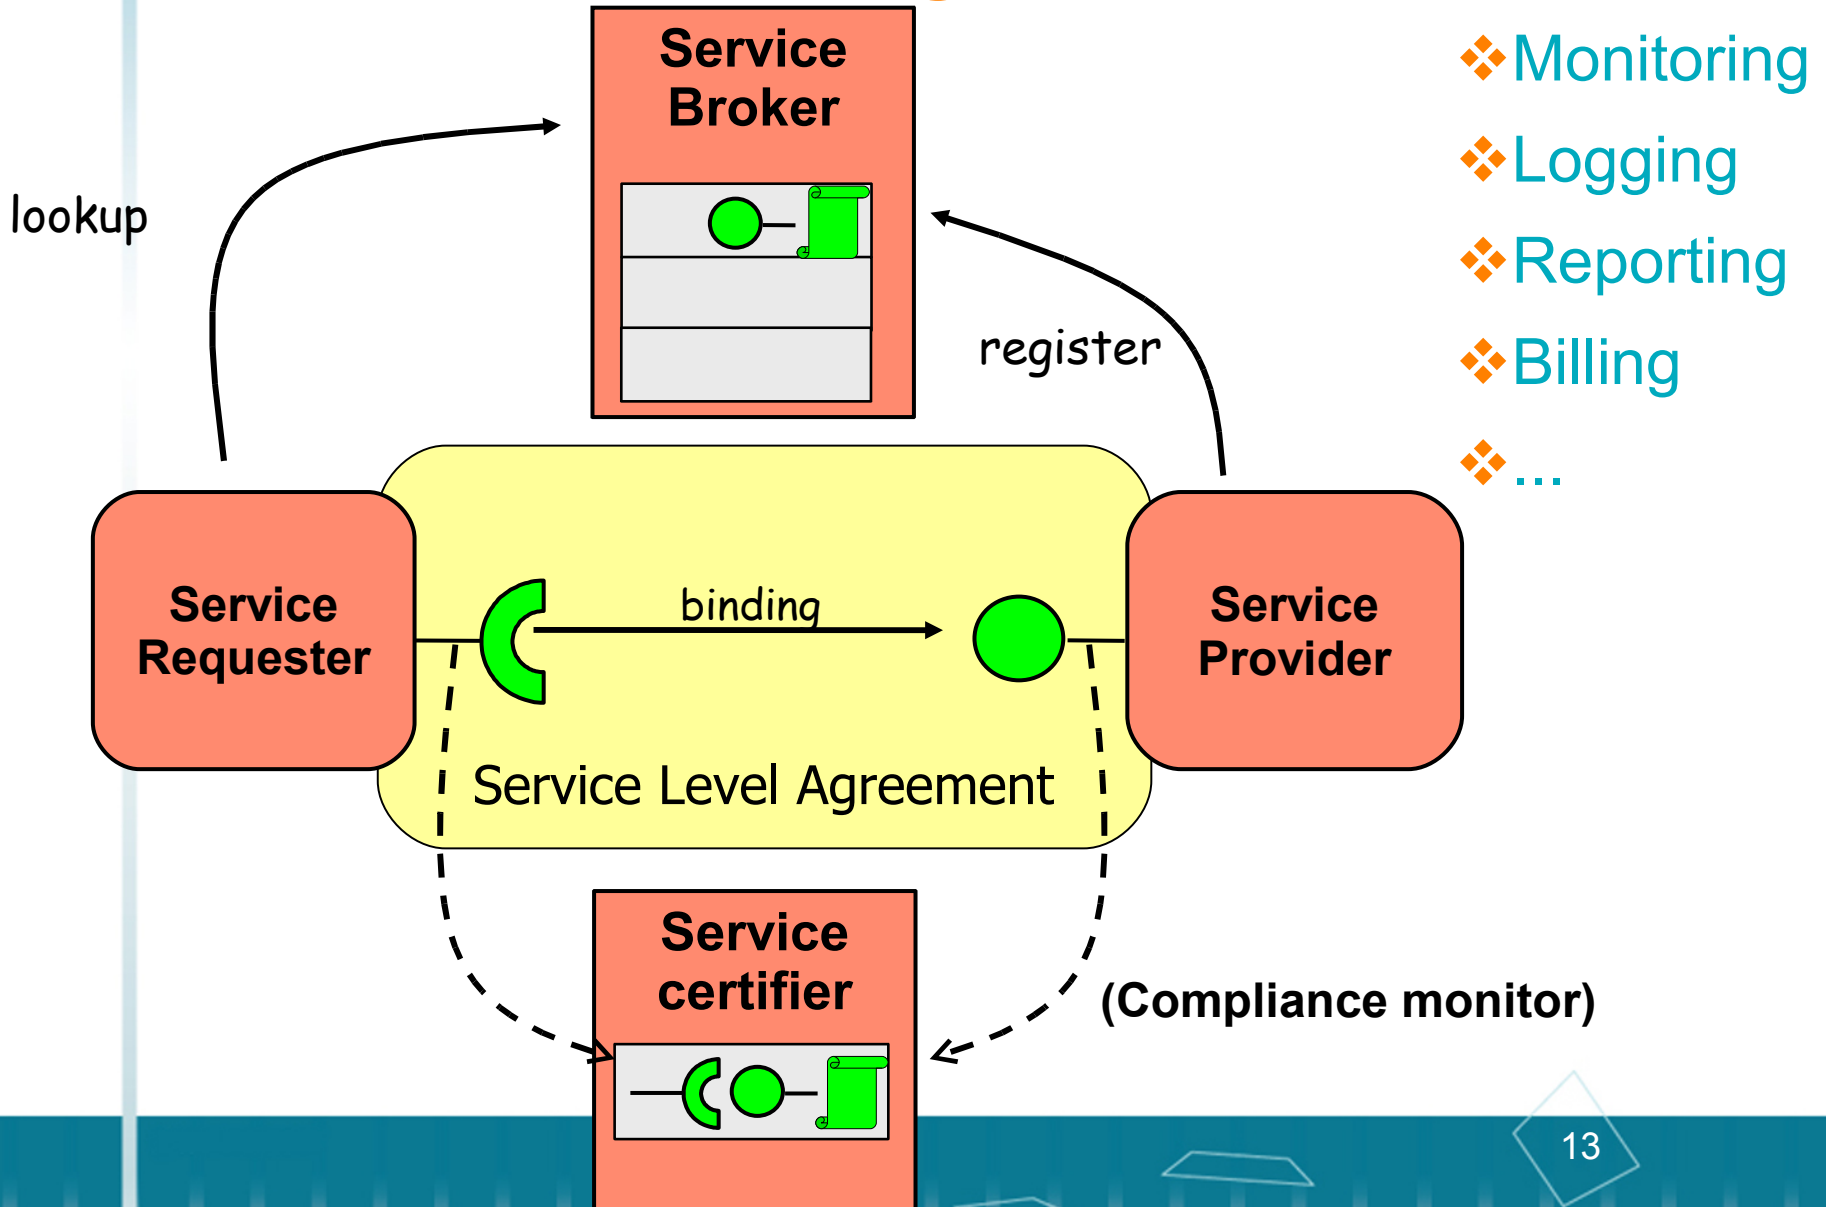 Service
Broker
lookup
register
Monitoring
Logging
Reporting
Billing
...
Service
Requester
binding
Service
Provider
Service Level Agreement
Service
certifier
(Compliance monitor)
13